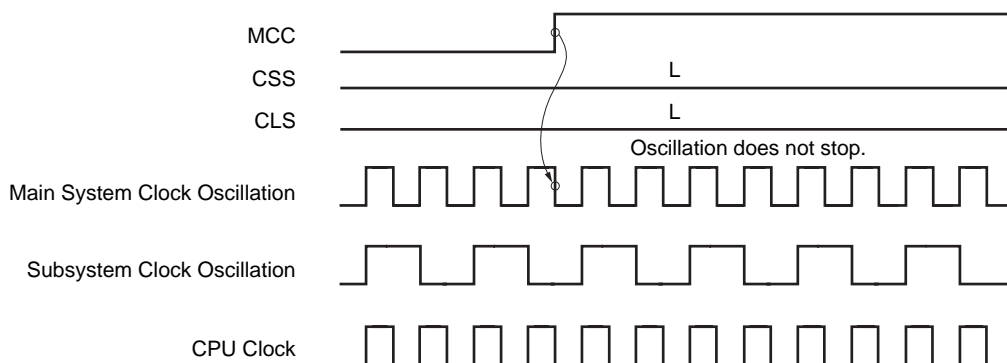 MCC
CSS
L
CLS
L
Oscillation does not stop.
Main System Clock Oscillation
Subsystem Clock Oscillation
CPU Clock